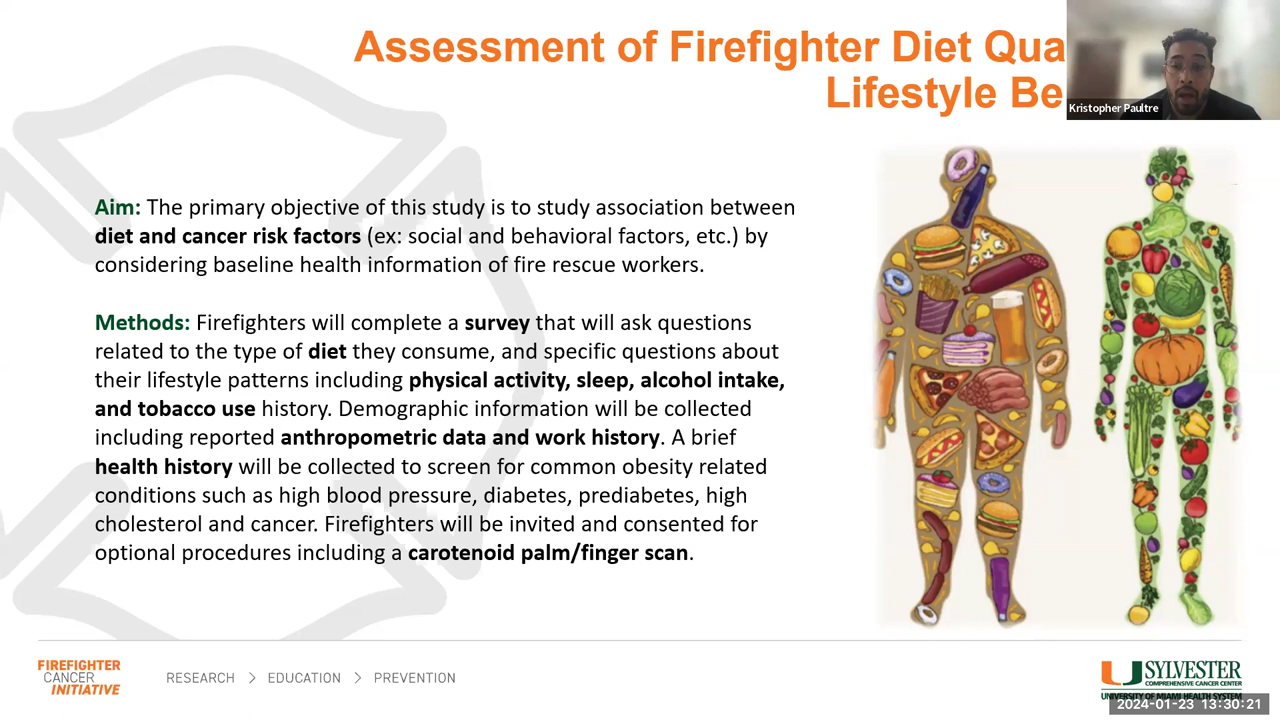 Assessment of Firefighter Diet Qua
Lifestyle Be
Kristopher Paultre
Aim: The primary objective of this study is to study association between
diet and cancer risk factors (ex: social and behavioral factors, etc.) by
considering baseline health information of fire rescue workers.
Methods: Firefighters will complete a survey that will ask questions
related to the type of diet they consume, and specific questions about
their lifestyle patterns including physical activity, sleep, alcohol intake,
and tobacco use history. Demographic information will be collected
including reported anthropometric data and work history. A brief
health history will be collected to screen for common obesity related
conditions such as high blood pressure, diabetes, prediabetes, high
cholesterol and cancer. Firefighters will be invited and consented for
optional procedures including a carotenoid palm/finger scan.
FIREFIGHTER
CANCER
INITIATIVE
RESEARCH > EDUCATION > PREVENTION
SYLVESTER
COMPREHENSIVE CANCER CENTER
UNIVERSITY OF MIAMI HEALTH SYSTEM
2024-01-23 13:30:21